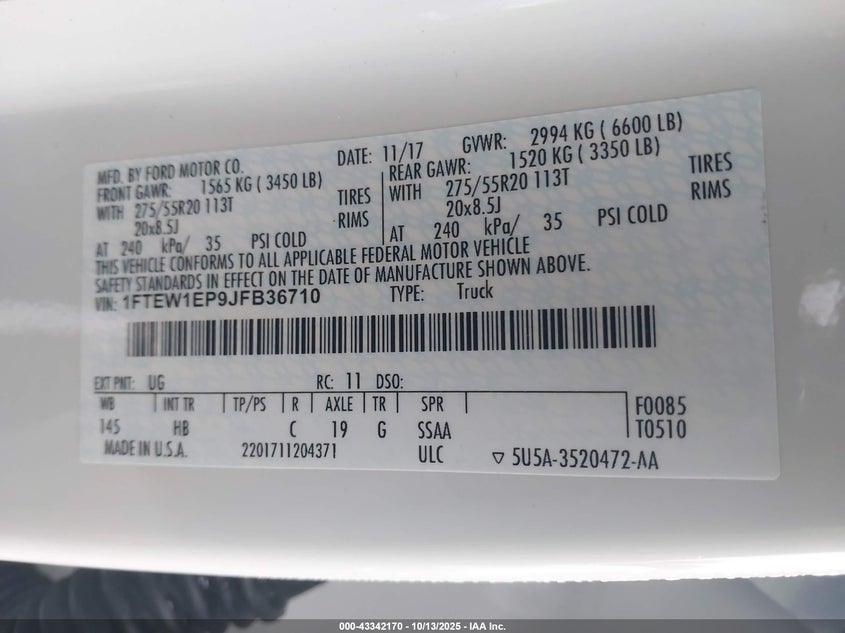 MFD. BY FORD MOTOR CO. DATE: 11/17 GVWR: 2994 KG ( 6600 LB)
FRONT GAWR: 1565 KG ( 3450 LB) REAR GAWR: 1520 KG ( 3350 LB)
WITH 275/55R20 113T TIRES WITH 275/55R20 113T TIRES
20x8.5J RIMS 20x8.5J RIMS
AT 240 kPa/ 35 PSI COLD AT 240 kPa/ 35 PSI COLD
THIS VEHICLE CONFORMS TO ALL APPLICABLE FEDERAL MOTOR VEHICLE
SAFETY STANDARDS IN EFFECT ON THE DATE OF MANUFACTURE SHOWN ABOVE.
VIN: 1FTEW1EP9JFB36710 TYPE: Truck
EXT PNT: UG RC: 11 DSO:
WB INT TR TP/PS R AXLE TR SPR F0085
145 HB C 19 G SSAA T0510
MADE IN U.S.A. 2201711204371 ULC ▽ 5U5A-3520472-AA
000-43342170 - 10/13/2025 - IAA Inc.